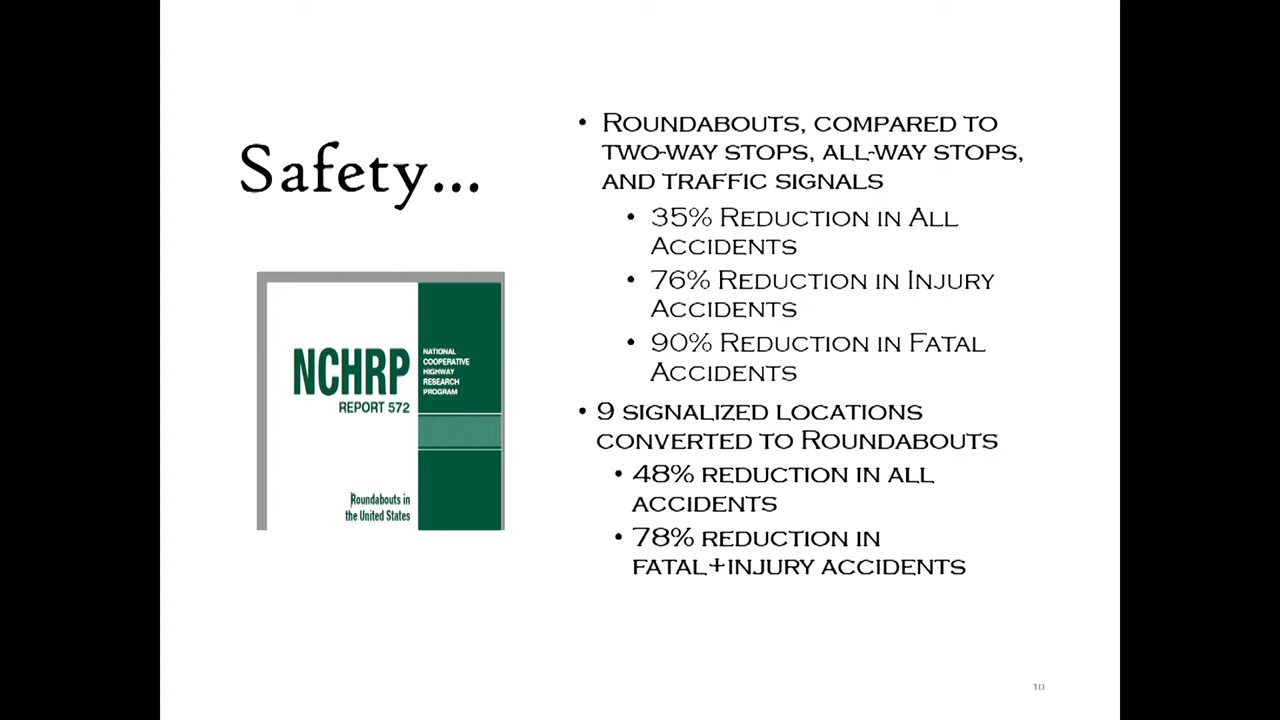 Safety...
NCHRP
REPORT 572
NATIONAL
COOPERATIVE
HIGHWAY
RESEARCH
PROGRAM
Roundabouts in
the United States
• Roundabouts, compared to
two-way stops, all-way stops,
and traffic signals
• 35% Reduction in All
Accidents
• 76% Reduction in Injury
Accidents
• 90% Reduction in Fatal
Accidents
• 9 signalized locations
converted to Roundabouts
• 48% reduction in all
accidents
• 78% reduction in
fatal+injury accidents
10